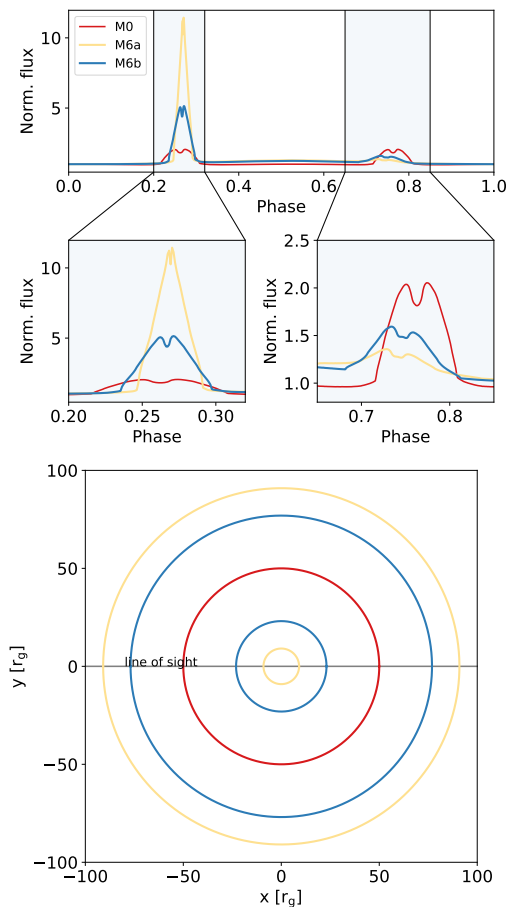 M0
M6a
M6b
Norm. flux
10
5
0.0 0.2 0.4 0.6 0.8 1.0
Phase
Norm. flux
10
5
0.20 0.25 0.30
Phase
Norm. flux
2.5
2.0
1.5
1.0
0.7 0.8
Phase
y [rg]
100
50
0
−50
−100
line of sight
−100 −50 0 50 100
x [rg]